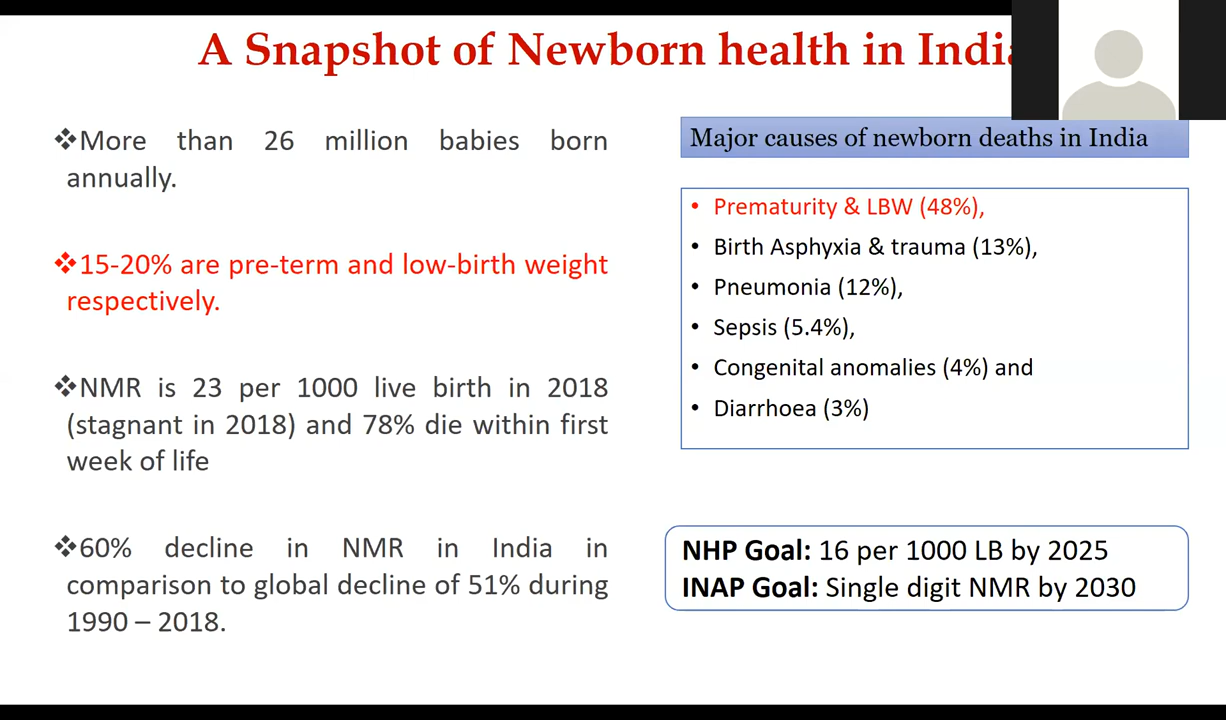 A Snapshot of Newborn health in India
❖More than 26 million babies born
annually.
❖15-20% are pre-term and low-birth weight
respectively.
❖NMR is 23 per 1000 live birth in 2018
(stagnant in 2018) and 78% die within first
week of life
❖60% decline in NMR in India in
comparison to global decline of 51% during
1990 – 2018.
Major causes of newborn deaths in India
• Prematurity & LBW (48%),
• Birth Asphyxia & trauma (13%),
• Pneumonia (12%),
• Sepsis (5.4%),
• Congenital anomalies (4%) and
• Diarrhoea (3%)
NHP Goal: 16 per 1000 LB by 2025
INAP Goal: Single digit NMR by 2030